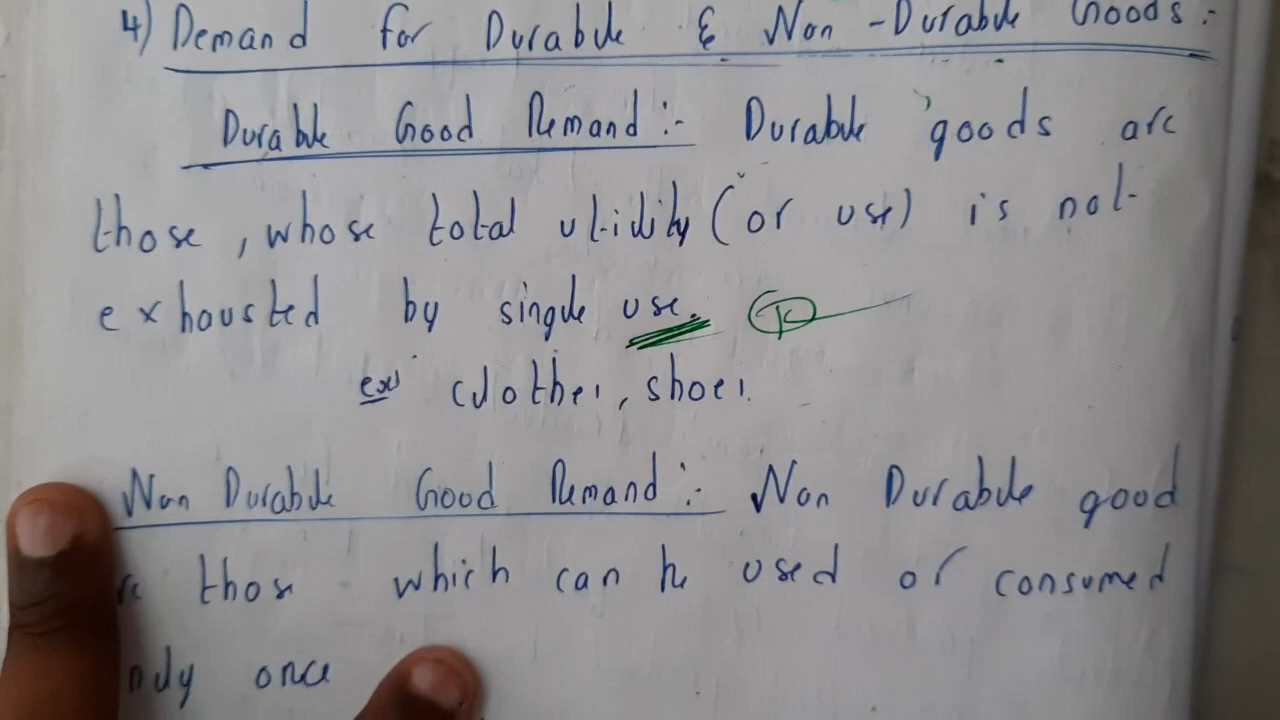 4) Demand for Durable & Non-Durable Goods:-
Durable Good Demand:- Durable goods are
those, whose total utility (or use) is not
exhousted by single use.
ex:- clothes, shoes.
Non Durable Good Demand:- Non Durable good
those which can be used or consumed
once